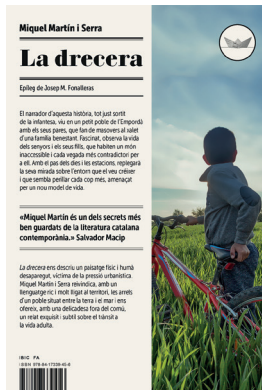 Miquel Martín i Serra
La drecera
Epíleg de Josep M. Fonalleras
El narrador d'aquesta història, tot just sortit
de la infantesa, viu en un petit poble de l'Empordà
amb els seus pares, que fan de masovers al xalet
d'una família benestant. Fascinat, observa la vida
dels senyors i els seus fills, que habiten un món
inaccessible i cada vegada més contradictori per
a ell. Amb el pas dels dies i les estacions, replegarà
la seva mirada sobre l'entorn que el veu créixer
i que sembla perillar cada cop més, amenaçat
per un nou model de vida.
«Miquel Martín és un dels secrets més
ben guardats de la literatura catalana
contemporània.» Salvador Macip
La drecera ens descriu un paisatge físic i humà
desaparegut, víctima de la pressió urbanística.
Miquel Martín i Serra reivindica, amb un
llenguatge ric i molt lligat al territori, les arrels
d'un poble situat entre la terra i el mar i ens
ofereix, amb una delicadesa fora del comú,
un relat exquisit i subtil sobre el trànsit a
la vida adulta.
IBIC FA
ISBN 978-84-17339-45-6